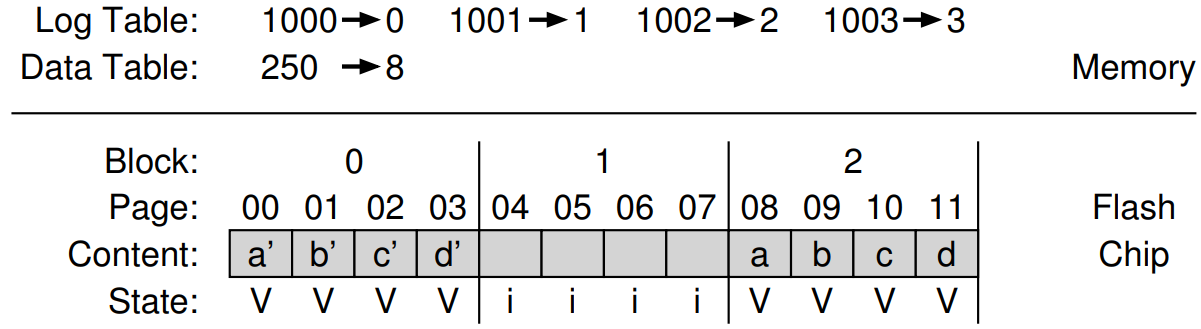 Log Table: 1000→0 1001→1 1002→2 1003→3
Data Table: 250 →8 Memory
Block: 0 1 2
Page: 00 01 02 03 04 05 06 07 08 09 10 11 Flash
Content: a’ b’ c’ d’ a b c d Chip
State: V V V V i i i i V V V V